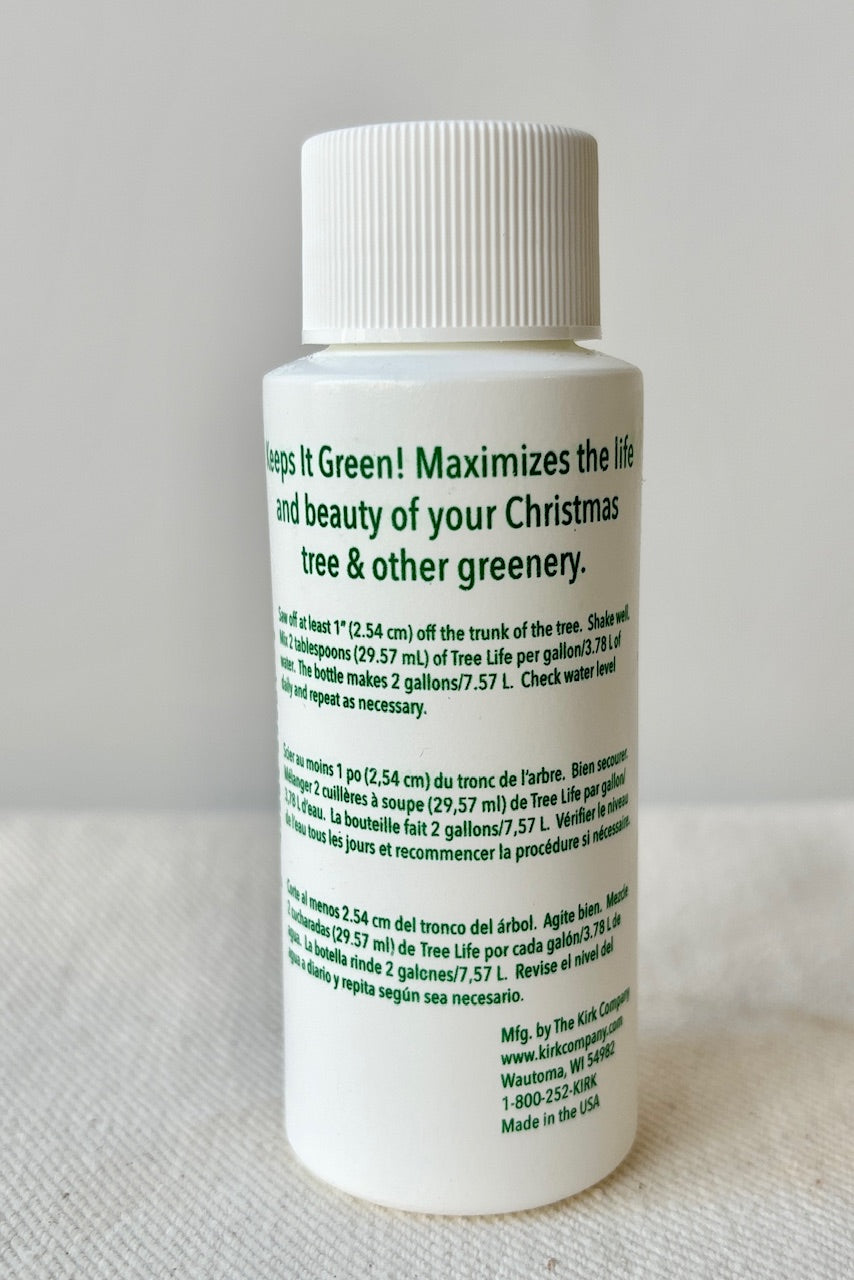 Keeps It Green! Maximizes the life
and beauty of your Christmas
tree & other greenery.
Saw off at least 1" (2.54 cm) off the trunk of the tree. Shake well.
Mix 2 tablespoons (29.57 mL) of Tree Life per gallon/3.78 L of
water. The bottle makes 2 gallons/7.57 L. Check water level
daily and repeat as necessary.
Scier au moins 1 po (2,54 cm) du tronc de l'arbre. Bien secouer.
Mélanger 2 cuillères à soupe (29,57 ml) de Tree Life par gallon/
3,78 L d'eau. La bouteille fait 2 gallons/7,57 L. Vérifier le niveau
de l'eau tous les jours et recommencer la procédure si nécessaire.
Corte al menos 2.54 cm del tronco del árbol. Agite bien. Mezcle
2 cucharadas (29.57 ml) de Tree Life por cada galón/3.78 L de
agua. La botella rinde 2 galones/7,57 L. Revise el nivel del
agua a diario y repita según sea necesario.
Mfg. by The Kirk Company
www.kirkcompany.com
Wautoma, WI 54982
1-800-252-KIRK
Made in the USA